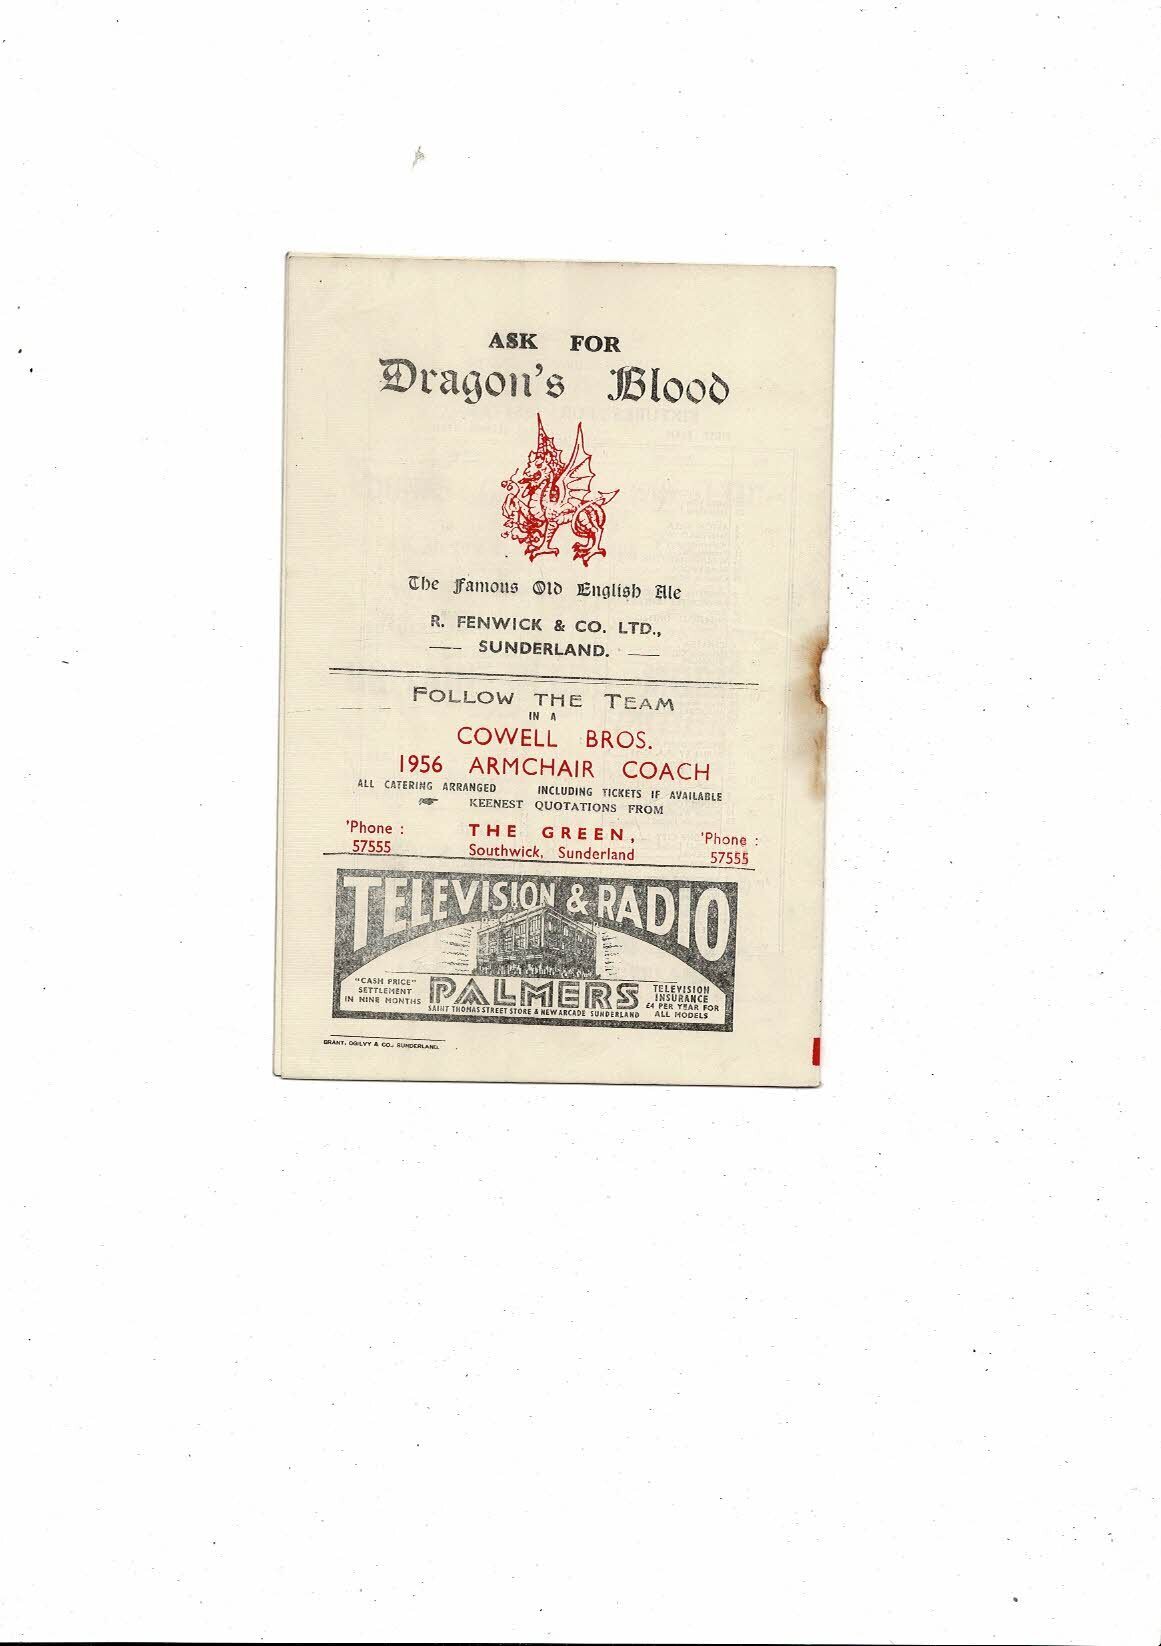 ASK FOR
Dragon's Blood
The Famous Old English Ale
R. FENWICK & CO. LTD.,
SUNDERLAND.
FOLLOW THE TEAM
IN A
COWELL BROS.
1956 ARMCHAIR COACH
ALL CATERING ARRANGED INCLUDING TICKETS IF AVAILABLE
KEENEST QUOTATIONS FROM
'Phone : THE GREEN, 'Phone :
57555 Southwick, Sunderland 57555
TELEVISION & RADIO
"CASH PRICE"
SETTLEMENT
IN NINE MONTHS
PALMERS
SAINT THOMAS STREET STORE & NEW ARCADE SUNDERLAND
TELEVISION
INSURANCE
£4 PER YEAR FOR
ALL MODELS
GRANT, OGILVY & CO., SUNDERLAND.